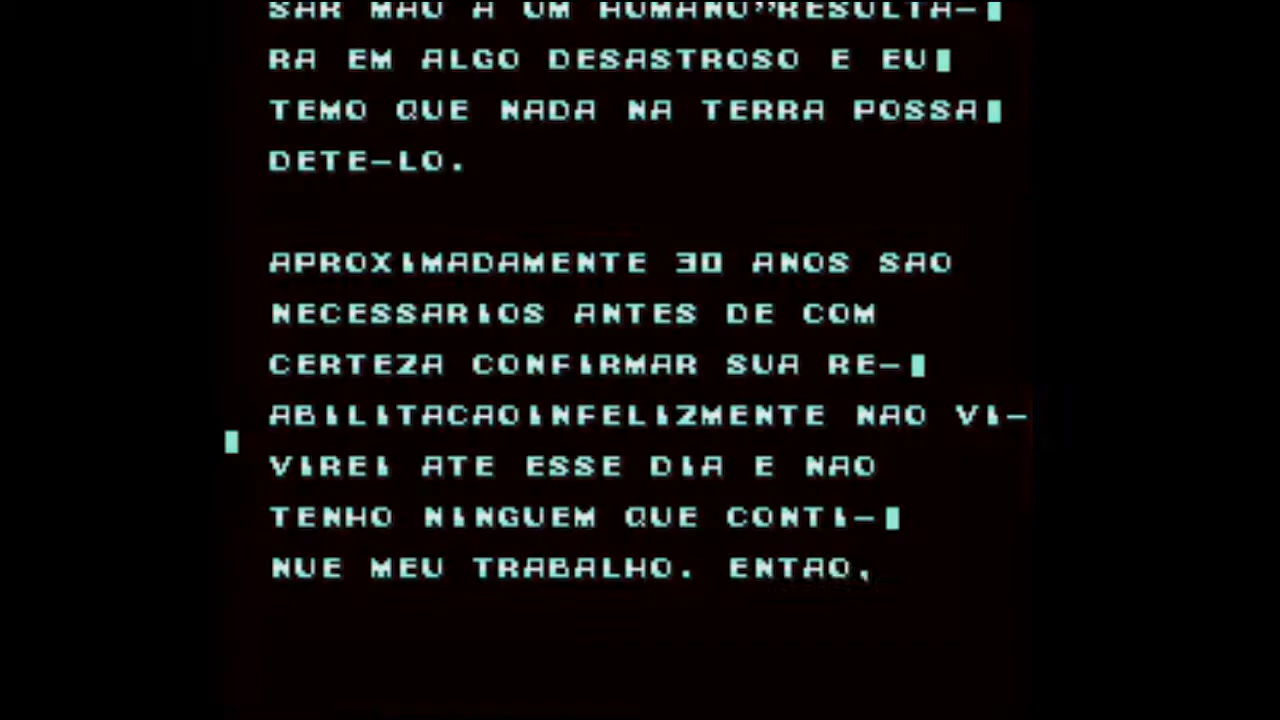 SAR MAU A UM HUMANO”RESULTA-
RA EM ALGO DESASTROSO E EU
TEMO QUE NADA NA TERRA POSSA
DETE-LO.
APROXIMADAMENTE 30 ANOS SAO
NECESSARIOS ANTES DE COM
CERTEZA CONFIRMAR SUA RE-
ABILITACAOINFELIZMENTE NAO VI-
VIREI ATE ESSE DIA E NAO
TENHO NINGUEM QUE CONTI-
NUE MEU TRABALHO. ENTAO,